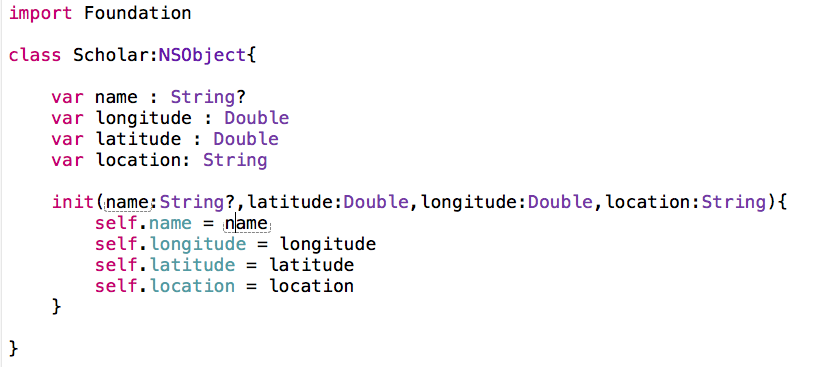 import Foundation
class Scholar:NSObject{
var name : String?
var longitude : Double
var latitude : Double
var location: String
init(name:String?,latitude:Double,longitude:Double,location:String){
self.name = name
self.longitude = longitude
self.latitude = latitude
self.location = location
}
}